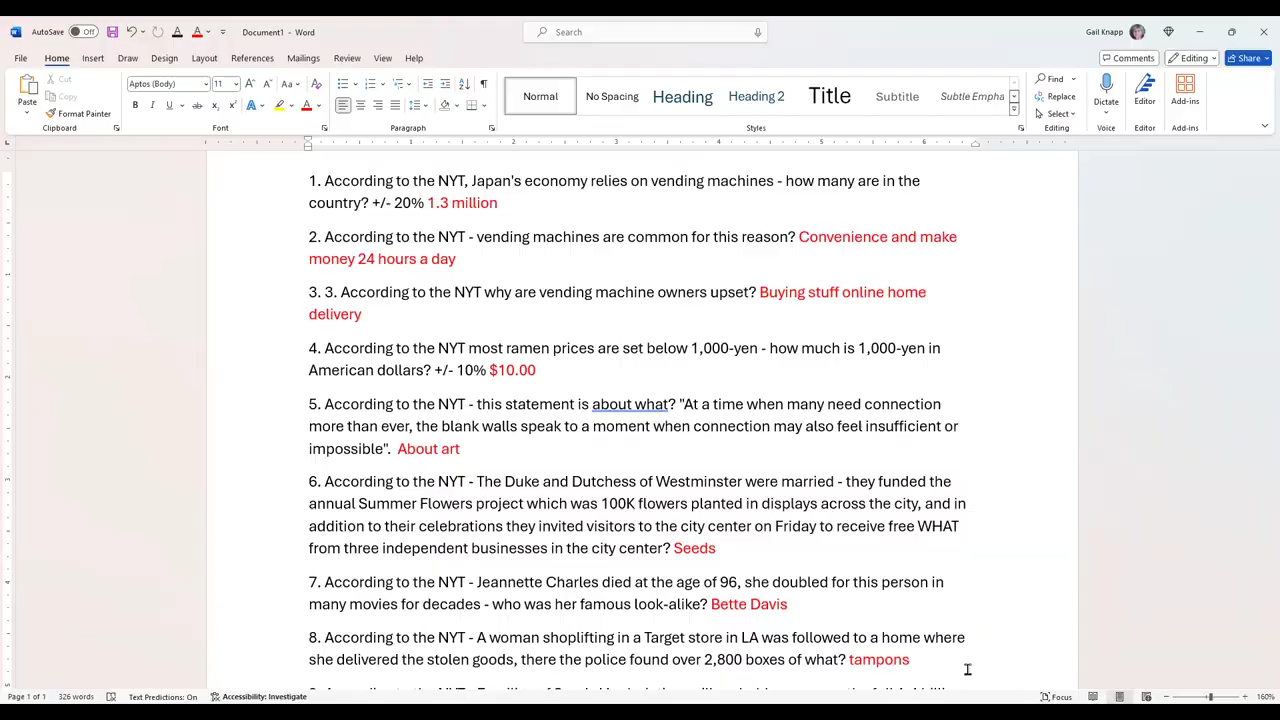 AutoSave Off Document1 - Word Search Gail Knapp
File Home Insert Draw Design Layout References Mailings Review View Help Comments Editing Share
Paste Cut Copy Format Painter Clipboard
Aptos (Body) 11 Font
Paragraph
Normal No Spacing Heading Heading 2 Title Subtitle Subtle Empha Styles
Find Replace Select Editing
Dictate Voice
Editor Editor
Add-ins Add-ins
1. According to the NYT, Japan's economy relies on vending machines - how many are in the
country? +/- 20% 1.3 million
2. According to the NYT - vending machines are common for this reason? Convenience and make
money 24 hours a day
3. 3. According to the NYT why are vending machine owners upset? Buying stuff online home
delivery
4. According to the NYT most ramen prices are set below 1,000-yen - how much is 1,000-yen in
American dollars? +/- 10% $10.00
5. According to the NYT - this statement is about what? "At a time when many need connection
more than ever, the blank walls speak to a moment when connection may also feel insufficient or
impossible". About art
6. According to the NYT - The Duke and Dutchess of Westminster were married - they funded the
annual Summer Flowers project which was 100K flowers planted in displays across the city, and in
addition to their celebrations they invited visitors to the city center on Friday to receive free WHAT
from three independent businesses in the city center? Seeds
7. According to the NYT - Jeannette Charles died at the age of 96, she doubled for this person in
many movies for decades - who was her famous look-alike? Bette Davis
8. According to the NYT - A woman shoplifting in a Target store in LA was followed to a home where
she delivered the stolen goods, there the police found over 2,800 boxes of what? tampons
Page 1 of 1 326 words Text Predictions: On Accessibility: Investigate Focus 160%